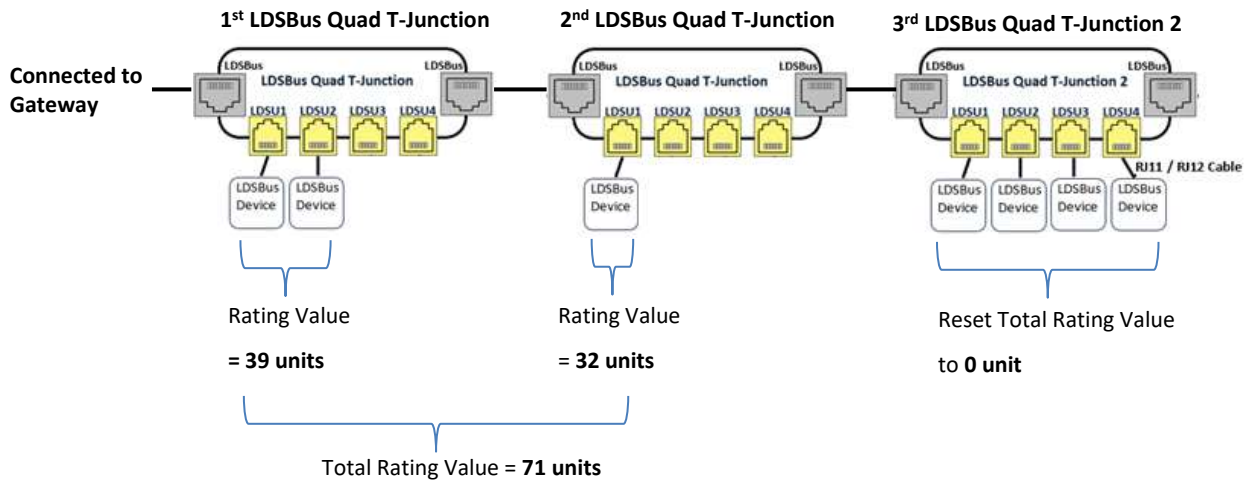 1st LDSBus Quad T-Junction
2nd LDSBus Quad T-Junction
3rd LDSBus Quad T-Junction 2
Connected to
Gateway
LDSBus
LDSBus
LDSBus Quad T-Junction
LDSU1 LDSU2 LDSU3 LDSU4
LDSBus
Device
LDSBus
Device
LDSBus
LDSBus
LDSBus Quad T-Junction
LDSU1 LDSU2 LDSU3 LDSU4
LDSBus
Device
LDSBus
LDSBus
LDSBus Quad T-Junction 2
LDSU1 LDSU2 LDSU3 LDSU4
RJ11 / RJ12 Cable
LDSBus
Device
LDSBus
Device
LDSBus
Device
LDSBus
Device
Rating Value
= 39 units
Rating Value
= 32 units
Reset Total Rating Value
to 0 unit
Total Rating Value = 71 units